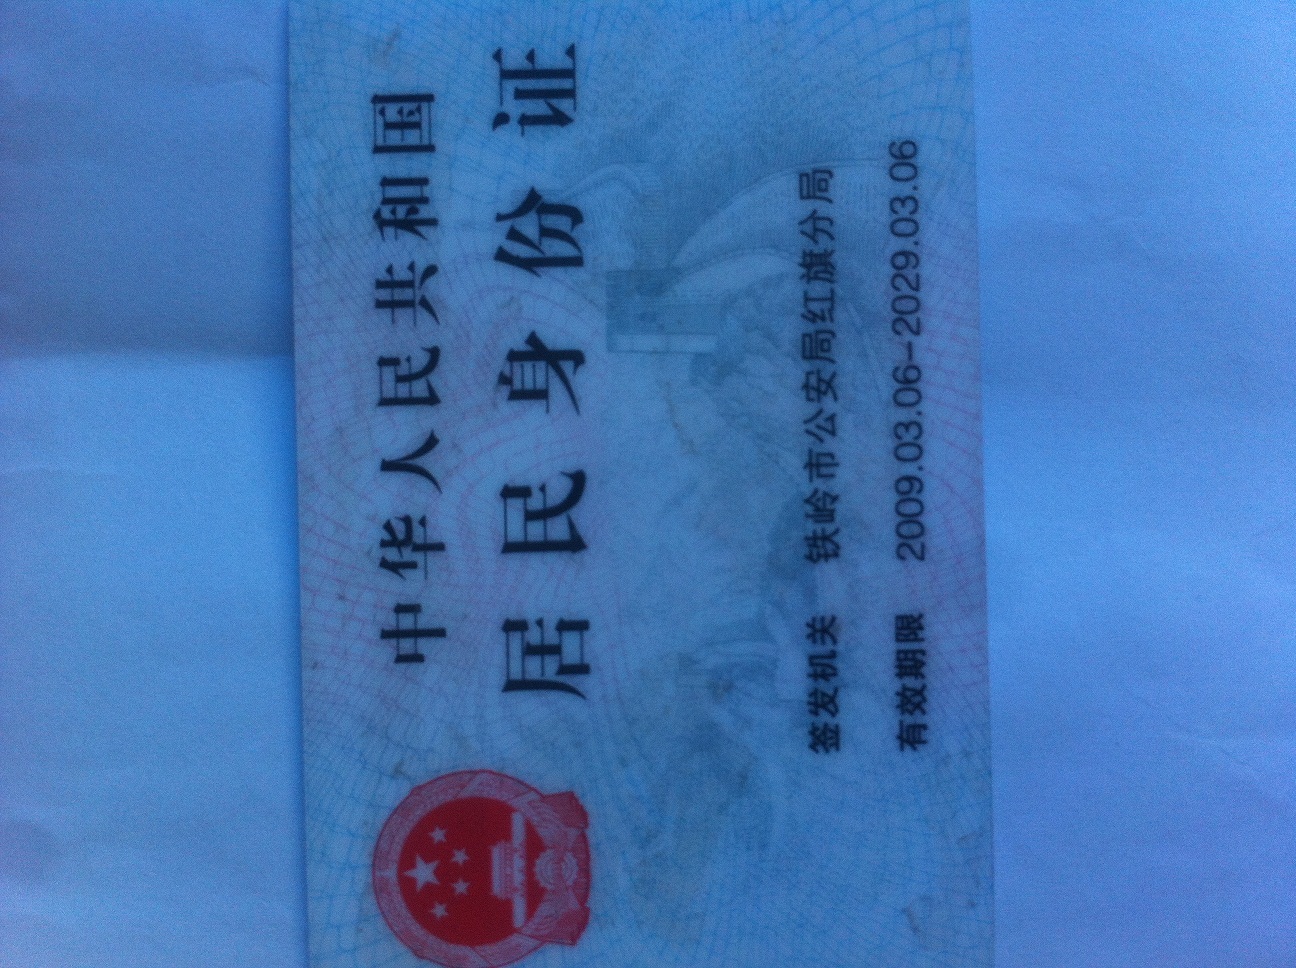 中华人民共和国
居民身份证
签发机关 铁岭市公安局红旗分局
有效期限 2009.03.06-2029.03.06